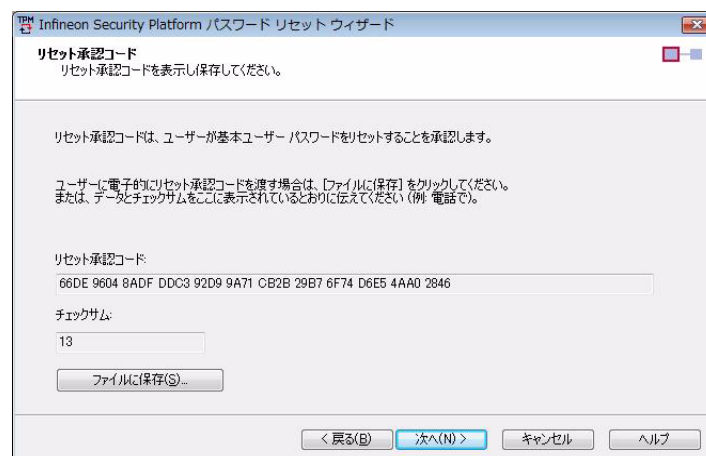 TPM Infineon Security Platform パスワード リセット ウィザード
リセット承認コード
リセット承認コードを表示し保存してください。
リセット承認コードは、ユーザーが基本ユーザー パスワードをリセットすることを承認します。
ユーザーに電子的にリセット承認コードを渡す場合は、[ファイルに保存] をクリックしてください。
または、データとチェックサムをここに表示されているとおりに伝えてください (例: 電話で)。
リセット承認コード:
66DE 9604 8ADF DDC3 92D9 9A71 CB2B 29B7 6F74 D6E5 4AA0 2846
チェックサム:
13
ファイルに保存(S)...
< 戻る(B) 次へ(N) > キャンセル ヘルプ